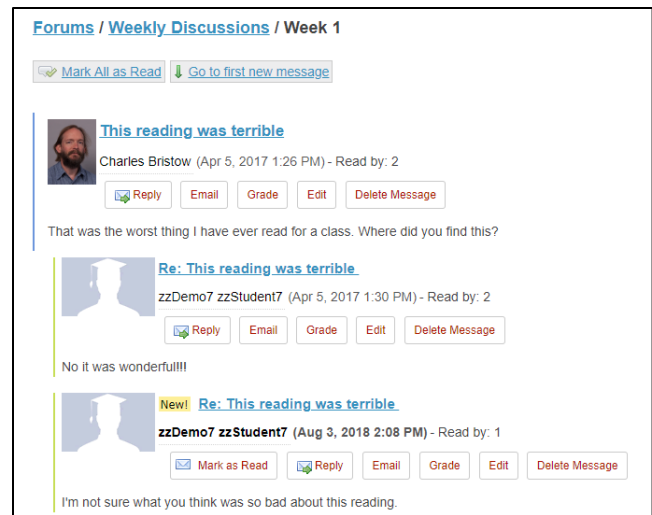 Forums / Weekly Discussions / Week 1
Mark All as Read Go to first new message
This reading was terrible
Charles Bristow (Apr 5, 2017 1:26 PM) - Read by: 2
Reply Email Grade Edit Delete Message
That was the worst thing I have ever read for a class. Where did you find this?
Re: This reading was terrible
zzDemo7 zzStudent7 (Apr 5, 2017 1:30 PM) - Read by: 2
Reply Email Grade Edit Delete Message
No it was wonderful!!!
New! Re: This reading was terrible
zzDemo7 zzStudent7 (Aug 3, 2018 2:08 PM) - Read by: 1
Mark as Read Reply Email Grade Edit Delete Message
I'm not sure what you think was so bad about this reading.